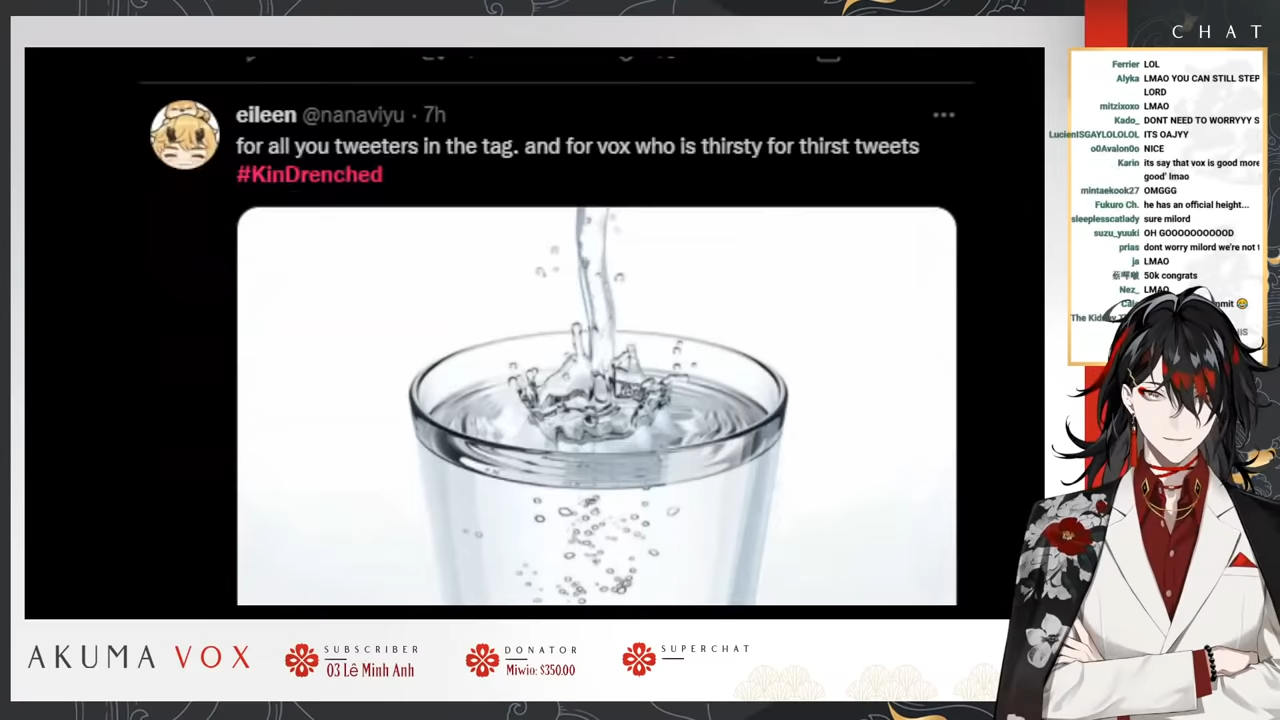 CHAT
eileen @nanaviyu · 7h
for all you tweeters in the tag. and for vox who is thirsty for thirst tweets
#KinDrenched
Ferrier LOL
Alyka LMAO YOU CAN STILL STEP
LORD
mitzixoxo LMAO
Kado_ DONT NEED TO WORRYYY S
LucienISGAYLOLOLOL ITS OAJYY
o0Avalon0o NICE
Karin its say that vox is good more
good' lmao
mintaekook27 OMGGG
Fukuro Ch. he has an official height...
sleeplesscatlady sure milord
suzu_yuuki OH GOOOOOOOOOOD
prias dont worry milord we're not
ja LMAO
50k congrats
Nez_ LMAO
mmit 😂
The Kidney
AKUMA VOX
SUBSCRIBER
03 Lê Minh Anh
DONATOR
Miwio: $350.00
SUPERCHAT